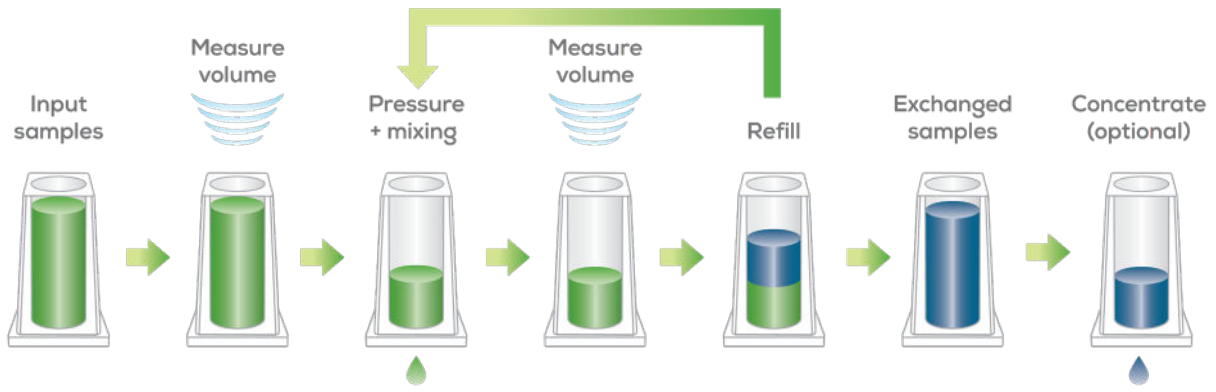 Input
samples
Measure
volume
Pressure
+ mixing
Measure
volume
Refill
Exchanged
samples
Concentrate
(optional)